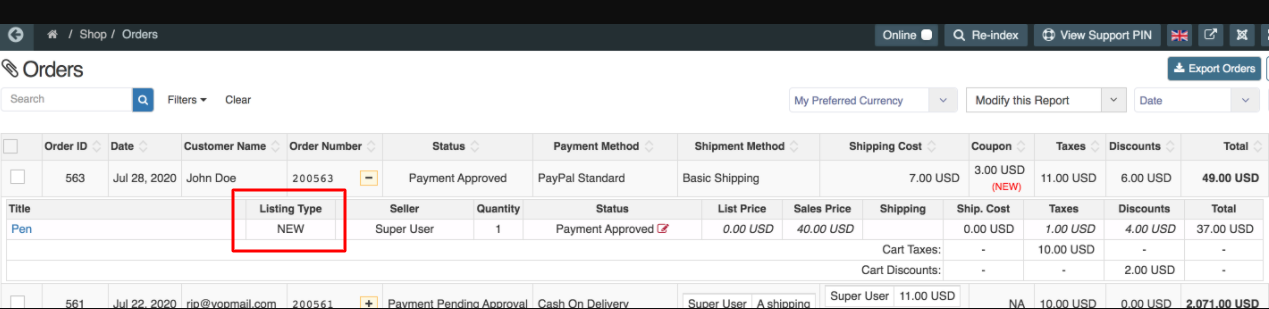 / Shop / Orders Online Re-index View Support PIN
Orders Export Orders
Search Filters Clear My Preferred Currency Modify this Report Date
Order ID Date Customer Name Order Number Status Payment Method Shipment Method Shipping Cost Coupon Taxes Discounts Total
563 Jul 28, 2020 John Doe 200563 − Payment Approved PayPal Standard Basic Shipping 7.00 USD 3.00 USD (NEW) 11.00 USD 6.00 USD 49.00 USD
Title Listing Type Seller Quantity Status List Price Sales Price Shipping Ship. Cost Taxes Discounts Total
Pen NEW Super User 1 Payment Approved 0.00 USD 40.00 USD 0.00 USD 1.00 USD 4.00 USD 37.00 USD
Cart Taxes: - 10.00 USD - -
Cart Discounts: - - 2.00 USD -
561 Jul 22, 2020 rip@yopmail.com 200561 + Payment Pending Approval Cash On Delivery Super User A shipping Super User 11.00 USD NA 10.00 USD 0.00 USD 2,071.00 USD